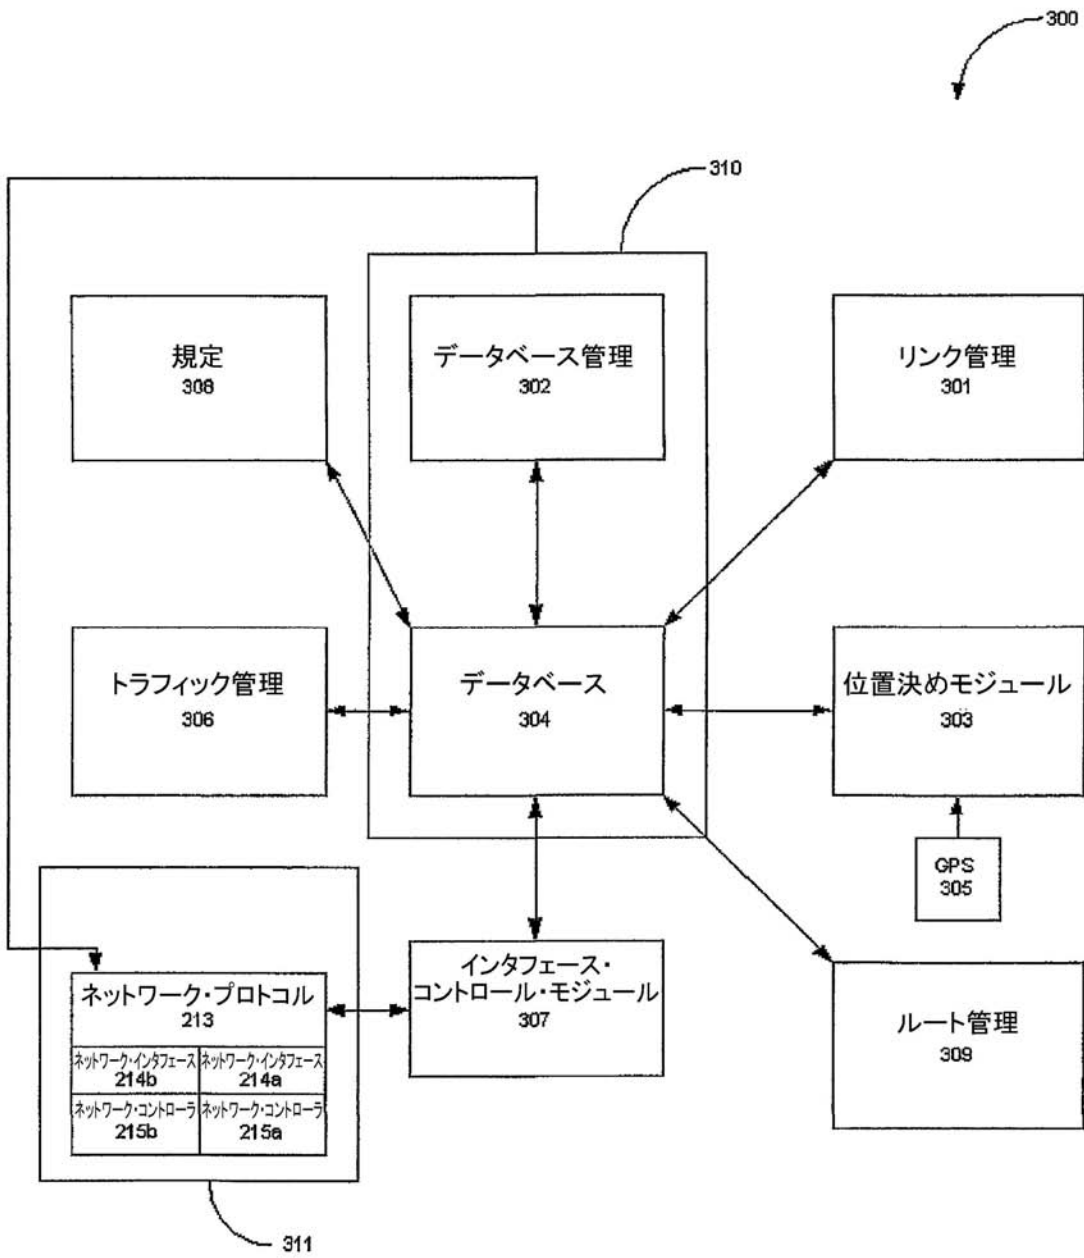 300
310
規定
308
データベース管理
302
リンク管理
301
トラフィック管理
306
データベース
304
位置決めモジュール
303
GPS
305
ネットワーク・プロトコル
213
ネットワーク・インタフェース
214b
ネットワーク・インタフェース
214a
ネットワーク・コントローラ
215b
ネットワーク・コントローラ
215a
インタフェース・
コントロール・モジュール
307
ルート管理
309
311